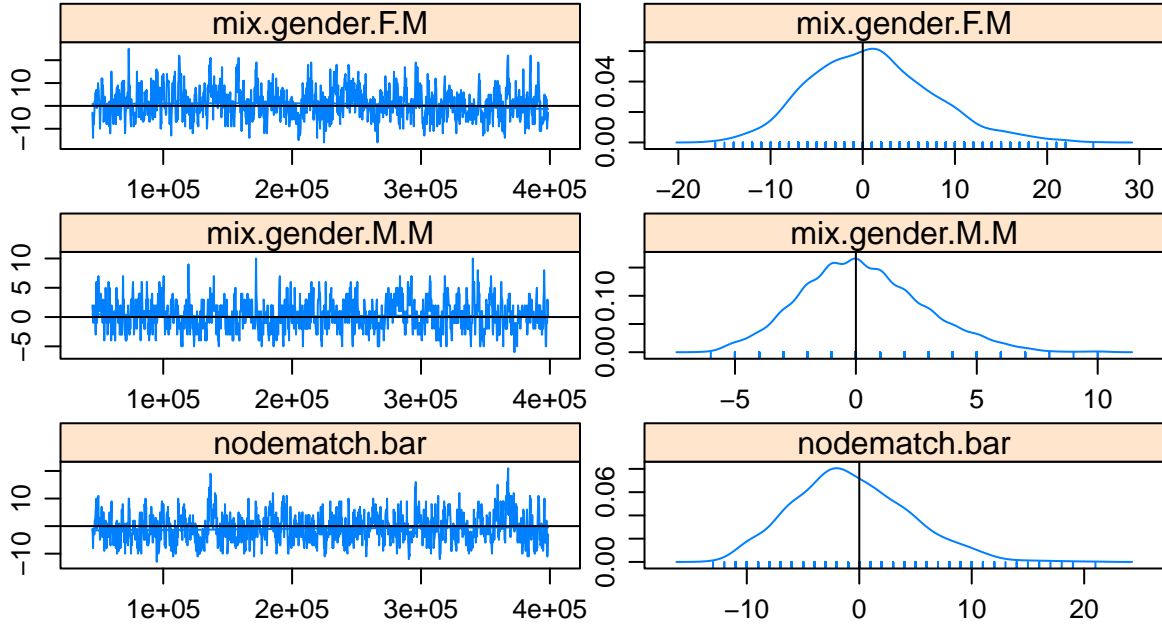 mix.gender.F.M
−10 10
1e+05 2e+05 3e+05 4e+05
mix.gender.F.M
0.00 0.04
−20 −10 0 10 20 30
mix.gender.M.M
−5 0 5 10
1e+05 2e+05 3e+05 4e+05
mix.gender.M.M
0.00 0.10
−5 0 5 10
nodematch.bar
−10 10
1e+05 2e+05 3e+05 4e+05
nodematch.bar
0.00 0.06
−10 0 10 20